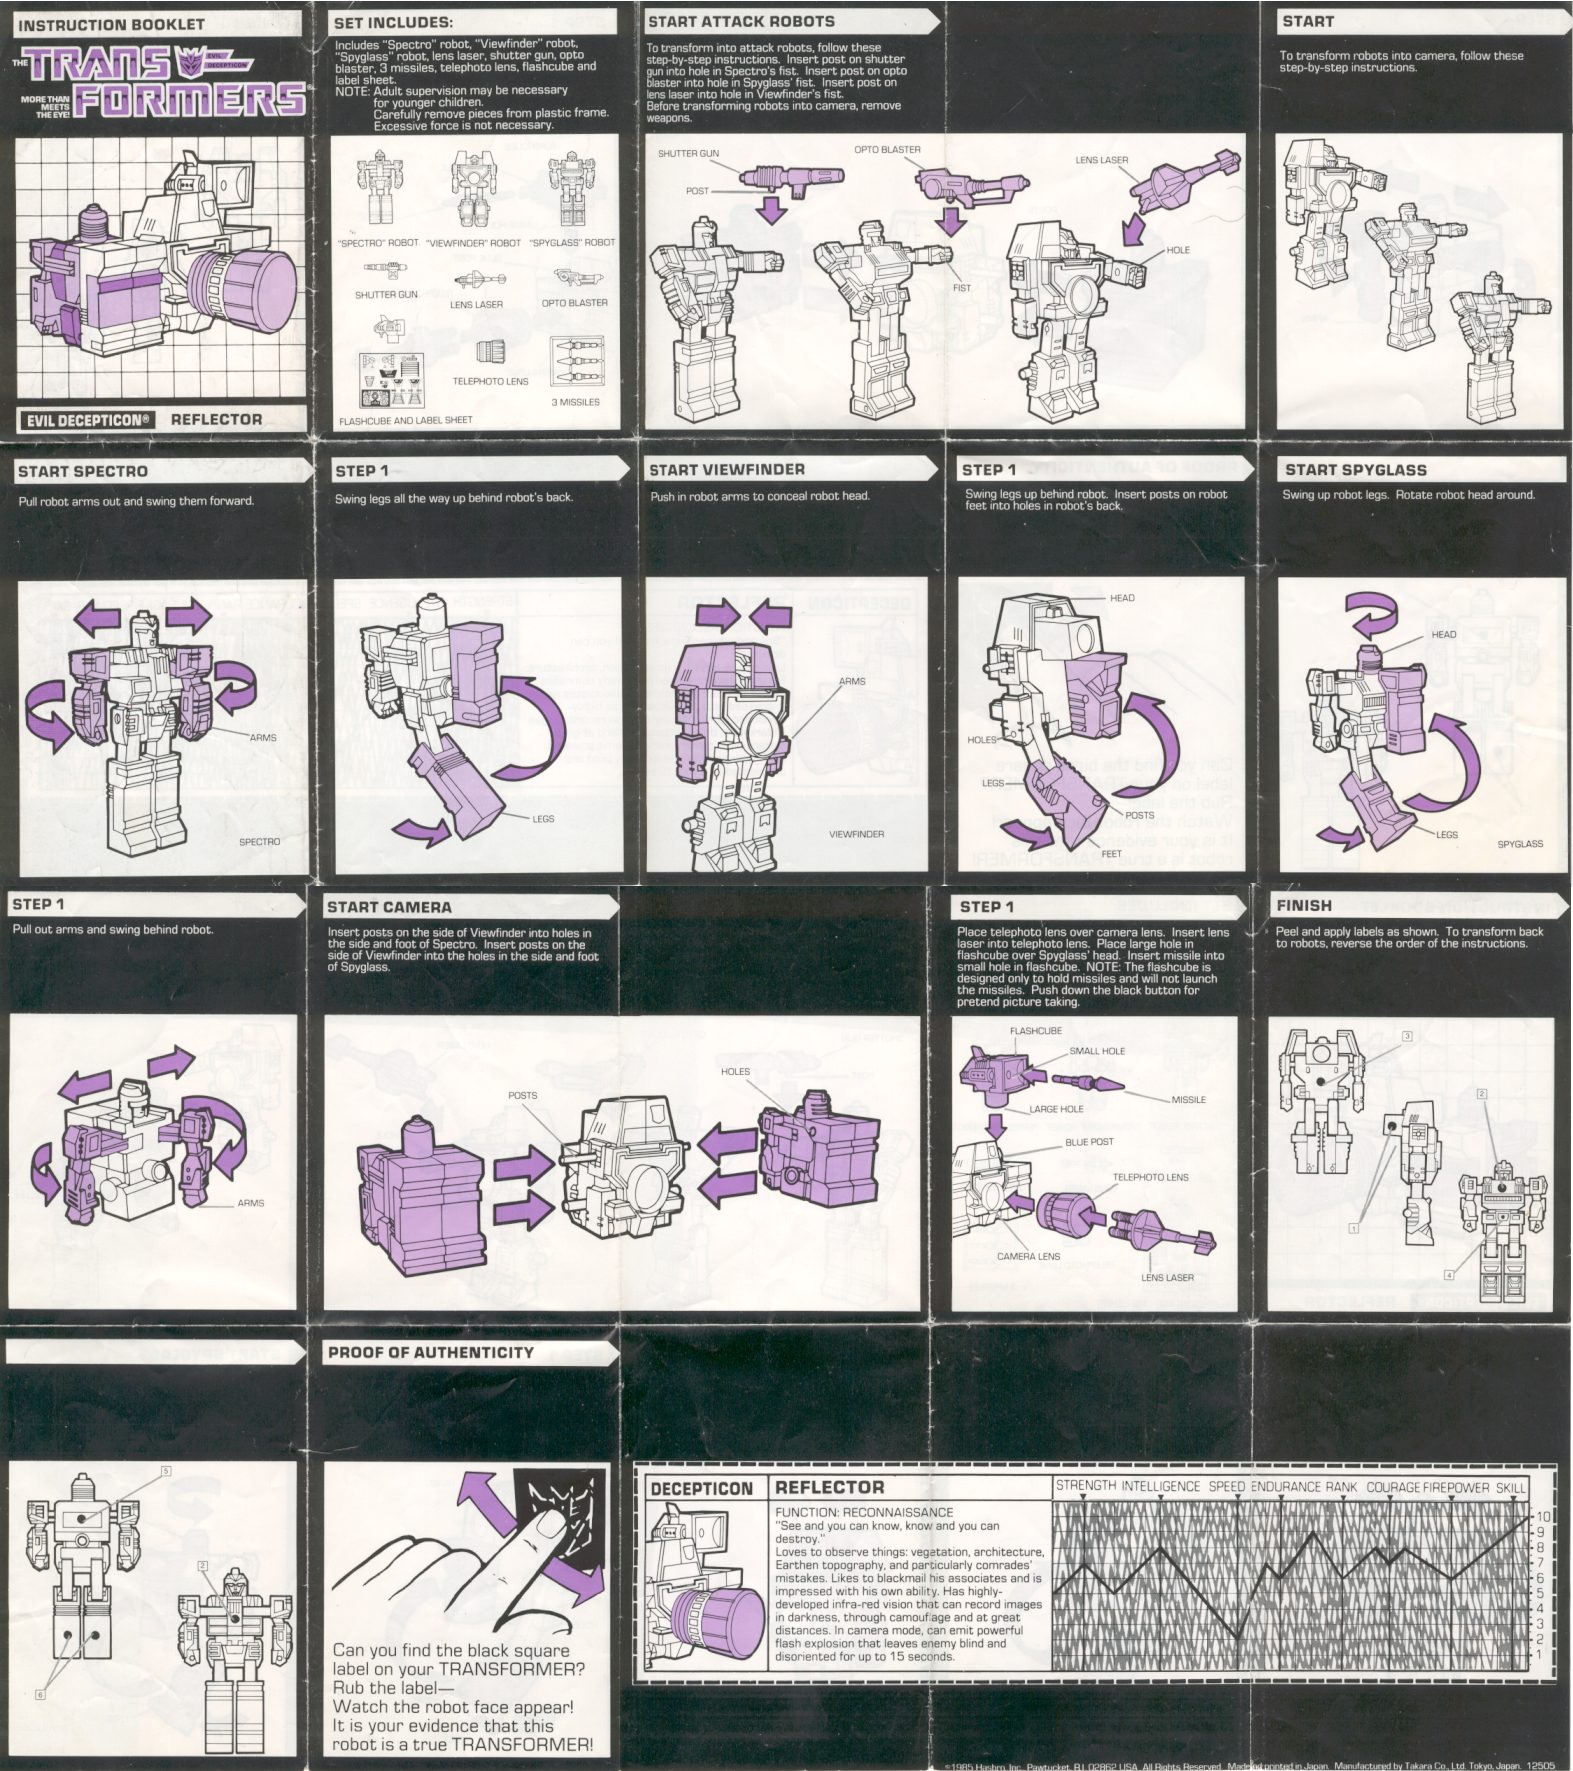 INSTRUCTION BOOKLET
THE TRANSFORMERS
EVIL
DECEPTICON
MORE THAN
MEETS
THE EYE!
EVIL DECEPTICON® REFLECTOR
SET INCLUDES:
Includes "Spectro" robot, "Viewfinder" robot,
"Spyglass" robot, lens laser, shutter gun, opto
blaster, 3 missiles, telephoto lens, flashcube and
label sheet.
NOTE: Adult supervision may be necessary
for younger children.
Carefully remove pieces from plastic frame.
Excessive force is not necessary.
"SPECTRO" ROBOT "VIEWFINDER" ROBOT "SPYGLASS" ROBOT
SHUTTER GUN
LENS LASER
OPTO BLASTER
TELEPHOTO LENS
3 MISSILES
FLASHCUBE AND LABEL SHEET
START ATTACK ROBOTS
To transform into attack robots, follow these
step-by-step instructions. Insert post on shutter
gun into hole in Spectro's fist. Insert post on opto
blaster into hole in Spyglass' fist. Insert post on
lens laser into hole in Viewfinder's fist.
Before transforming robots into camera, remove
weapons.
SHUTTER GUN
POST
OPTO BLASTER
FIST
LENS LASER
HOLE
START
To transform robots into camera, follow these
step-by-step instructions.
START SPECTRO
Pull robot arms out and swing them forward.
ARMS
SPECTRO
STEP 1
Swing legs all the way up behind robot's back.
LEGS
START VIEWFINDER
Push in robot arms to conceal robot head.
ARMS
VIEWFINDER
STEP 1
Swing legs up behind robot. Insert posts on robot
feet into holes in robot's back.
HEAD
HOLES
LEGS
POSTS
FEET
START SPYGLASS
Swing up robot legs. Rotate robot head around.
HEAD
LEGS
SPYGLASS
STEP 1
Pull out arms and swing behind robot.
ARMS
START CAMERA
Insert posts on the side of Viewfinder into holes in
the side and foot of Spectro. Insert posts on the
side of Viewfinder into the holes in the side and foot
of Spyglass.
POSTS
HOLES
STEP 1
Place telephoto lens over camera lens. Insert lens
laser into telephoto lens. Place large hole in
flashcube over Spyglass' head. Insert missile into
small hole in flashcube. NOTE: The flashcube is
designed only to hold missiles and will not launch
the missiles. Push down the black button for
pretend picture taking.
FLASHCUBE
SMALL HOLE
MISSILE
LARGE HOLE
BLUE POST
TELEPHOTO LENS
CAMERA LENS
LENS LASER
FINISH
Peel and apply labels as shown. To transform back
to robots, reverse the order of the instructions.
3
2
1
4
5
2
6
PROOF OF AUTHENTICITY
Can you find the black square
label on your TRANSFORMER?
Rub the label—
Watch the robot face appear!
It is your evidence that this
robot is a true TRANSFORMER!
DECEPTICON
REFLECTOR
FUNCTION: RECONNAISSANCE
"See and you can know, know and you can
destroy."
Loves to observe things: vegetation, architecture,
Earthen topography, and particularly comrades'
mistakes. Likes to blackmail his associates and is
impressed with his own ability. Has highly-
developed infra-red vision that can record images
in darkness, through camouflage and at great
distances. In camera mode, can emit powerful
flash explosion that leaves enemy blind and
disoriented for up to 15 seconds.
STRENGTH INTELLIGENCE SPEED ENDURANCE RANK COURAGE FIREPOWER SKILL
10
9
8
7
6
5
4
3
2
1
©1985 Hasbro, Inc., Pawtucket, R.I. 02862 USA. All Rights Reserved. Made and printed in Japan. Manufactured by Takara Co., Ltd. Tokyo, Japan. 12505